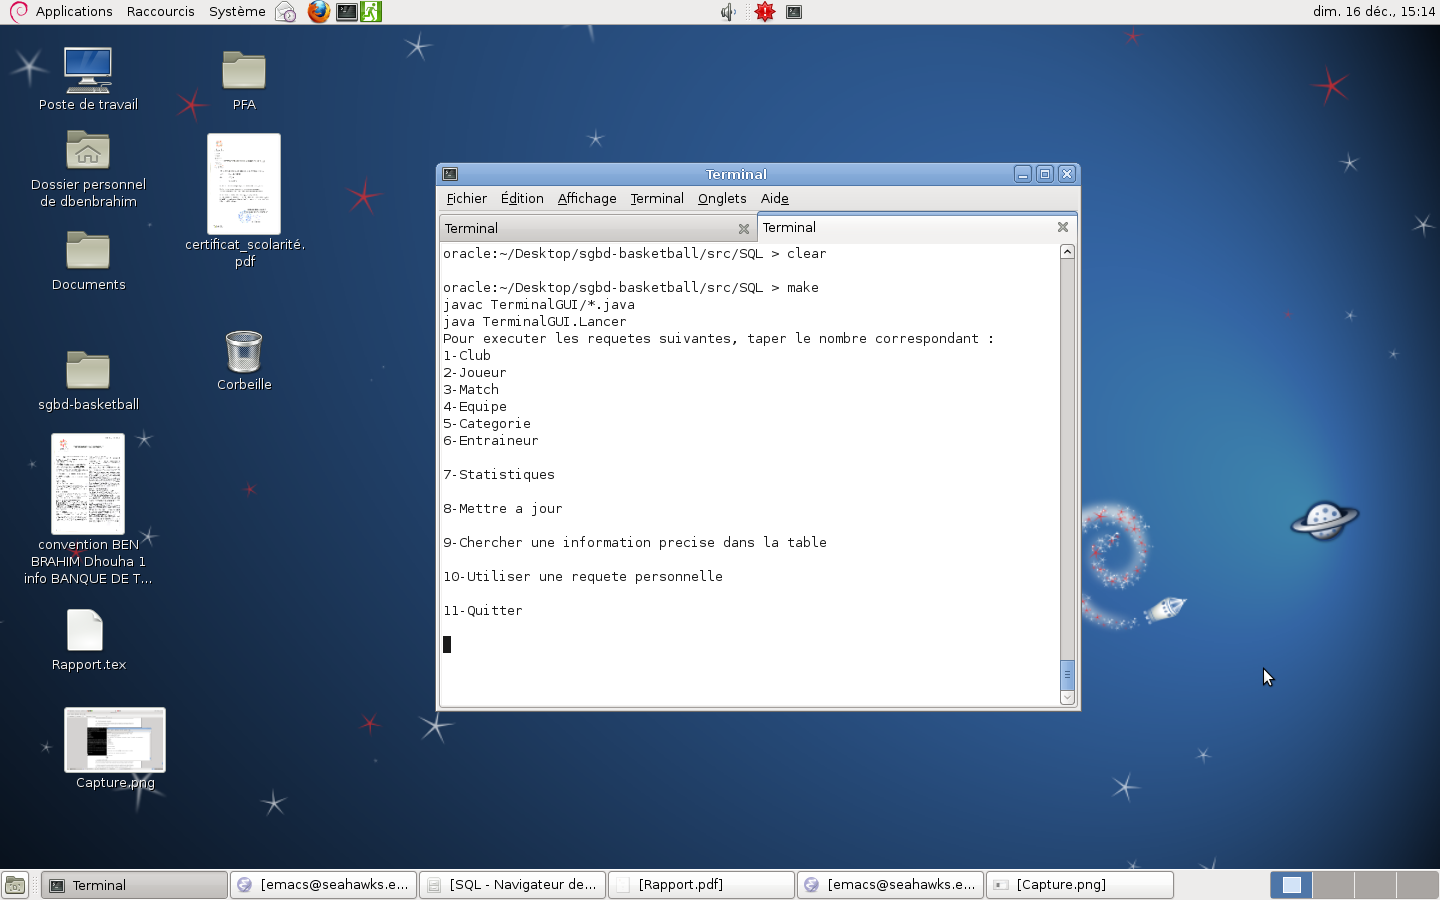 Applications Raccourcis Système
dim. 16 déc., 15:14
Poste de travail
PFA
Dossier personnel
de dbenbrahim
certificat_scolarité.
pdf
Documents
Corbeille
sgbd-basketball
convention BEN
BRAHIM Dhouha 1
info BANQUE DE T...
Rapport.tex
Capture.png
Terminal
Fichier Édition Affichage Terminal Onglets Aide
Terminal
Terminal
oracle:~/Desktop/sgbd-basketball/src/SQL > clear
oracle:~/Desktop/sgbd-basketball/src/SQL > make
javac TerminalGUI/*.java
java TerminalGUI.Lancer
Pour executer les requetes suivantes, taper le nombre correspondant :
1-Club
2-Joueur
3-Match
4-Equipe
5-Categorie
6-Entraineur
7-Statistiques
8-Mettre a jour
9-Chercher une information precise dans la table
10-Utiliser une requete personnelle
11-Quitter
Terminal
[emacs@seahawks.e...
[SQL - Navigateur de...
[Rapport.pdf]
[emacs@seahawks.e...
[Capture.png]